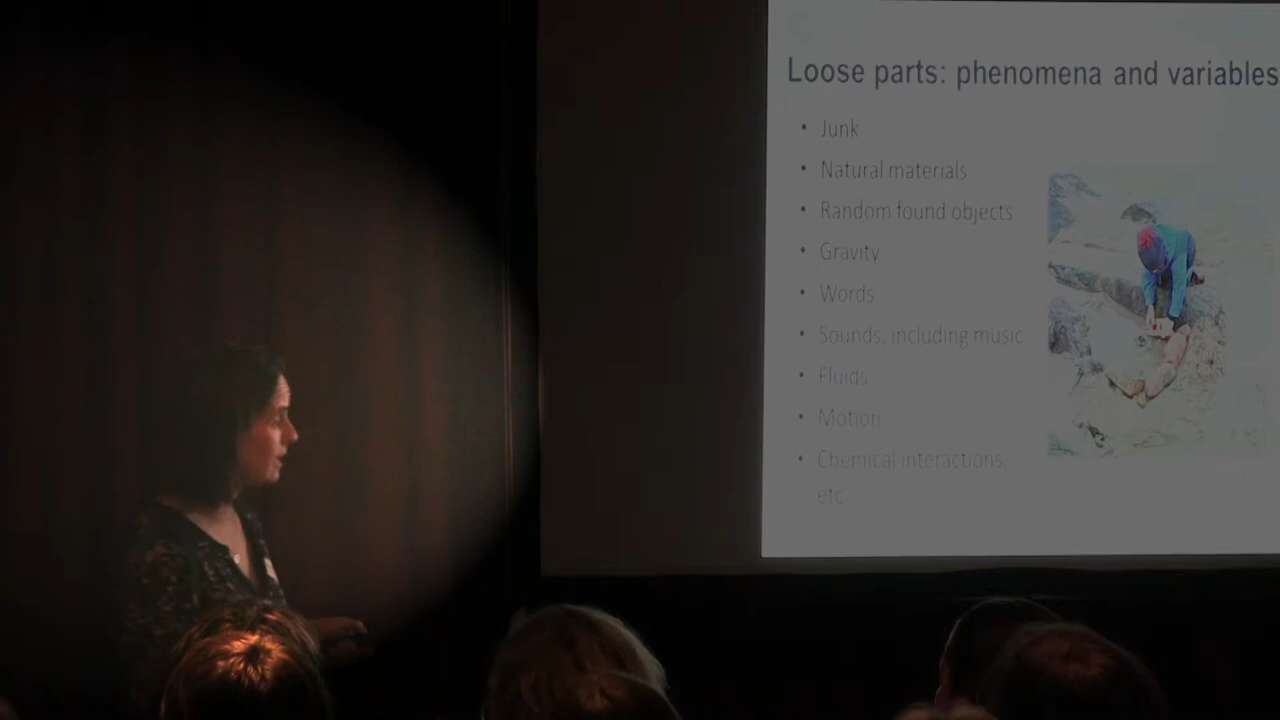 Loose parts: phenomena and variables
• Junk
• Natural materials
• Random found objects
• Gravity
• Words
• Sounds, including music
• Fluids
• Motion
• Chemical interactions,
etc